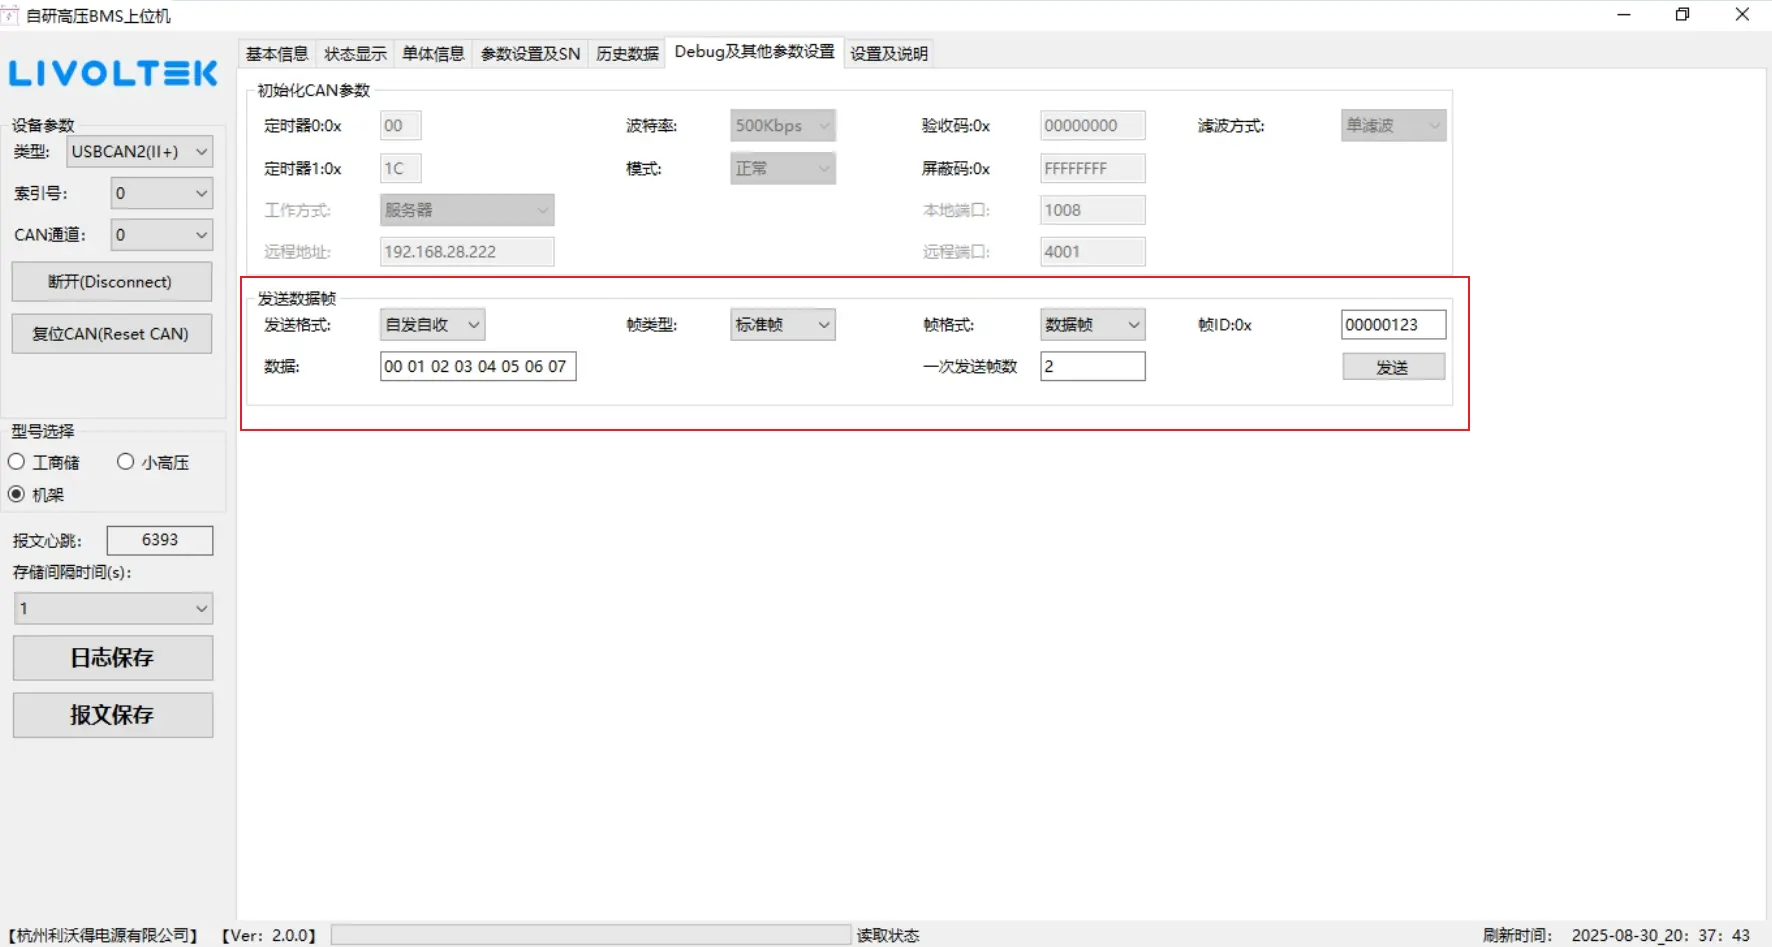 自研高压BMS上位机
LIVOLTEK
基本信息 状态显示 单体信息 参数设置及SN 历史数据 Debug及其他参数设置 设置及说明
设备参数
类型: USBCAN2(II+)
索引号: 0
CAN通道: 0
断开(Disconnect)
复位CAN(Reset CAN)
型号选择
工商储 小高压
机架
报文心跳: 6393
存储间隔时间(s):
1
日志保存
报文保存
初始化CAN参数
定时器0:0x 00 波特率: 500Kbps 验收码:0x 00000000 滤波方式: 单滤波
定时器1:0x 1C 模式: 正常 屏蔽码:0x FFFFFFFF
工作方式: 服务器 本地端口: 1008
远程地址: 192.168.28.222 远程端口: 4001
发送数据帧
发送格式: 自发自收 帧类型: 标准帧 帧格式: 数据帧 帧ID:0x 00000123
数据: 00 01 02 03 04 05 06 07 一次发送帧数 2 发送
【杭州利沃得电源有限公司】 【Ver: 2.0.0】 读取状态 刷新时间: 2025-08-30_20: 37: 43